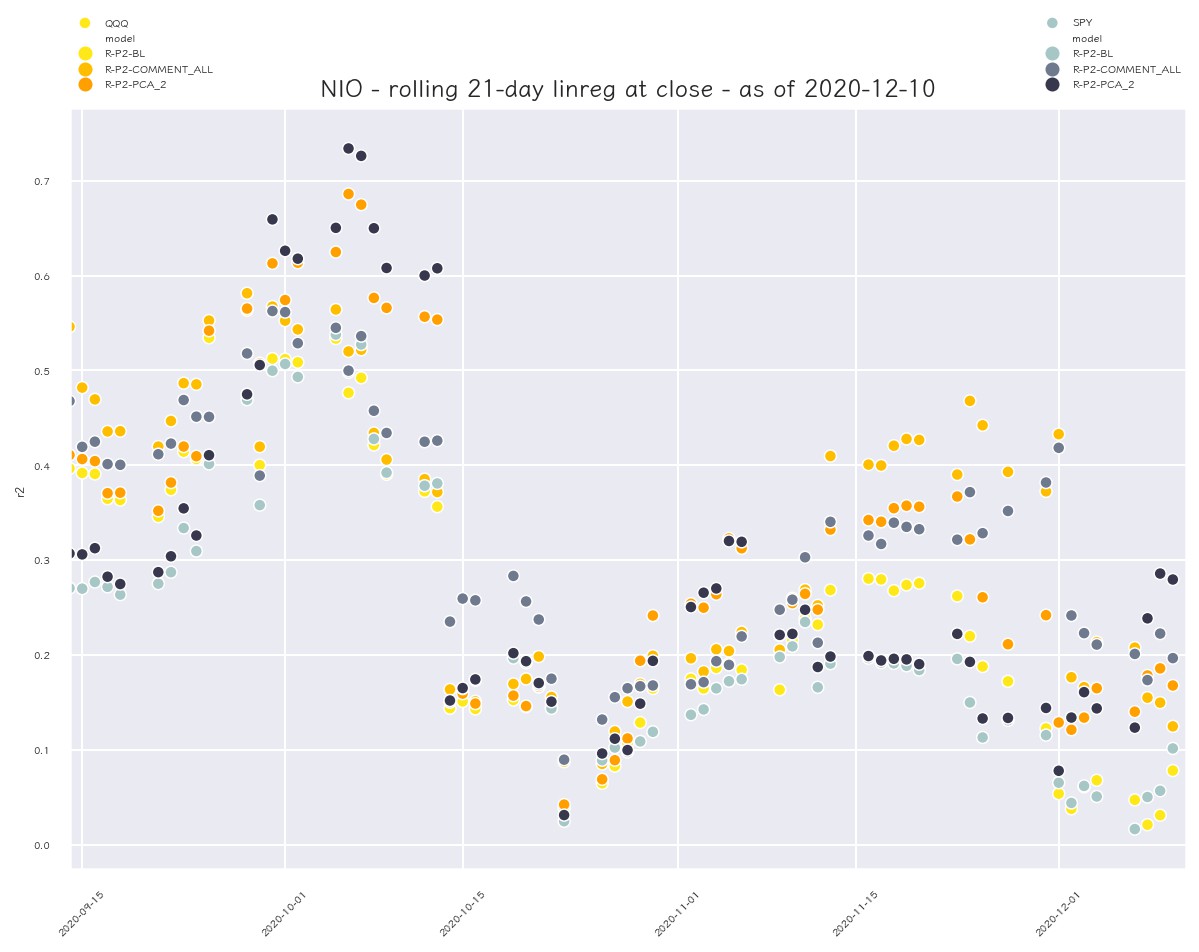 QQQ
model
R-P2-BL
R-P2-COMMENT_ALL
R-P2-PCA_2
SPY
model
R-P2-BL
R-P2-COMMENT_ALL
R-P2-PCA_2
NIO - rolling 21-day linreg at close - as of 2020-12-10
0.7
0.6
0.5
0.4
0.3
0.2
0.1
0.0
r2
2020-09-15
2020-10-01
2020-10-15
2020-11-01
2020-11-15
2020-12-01